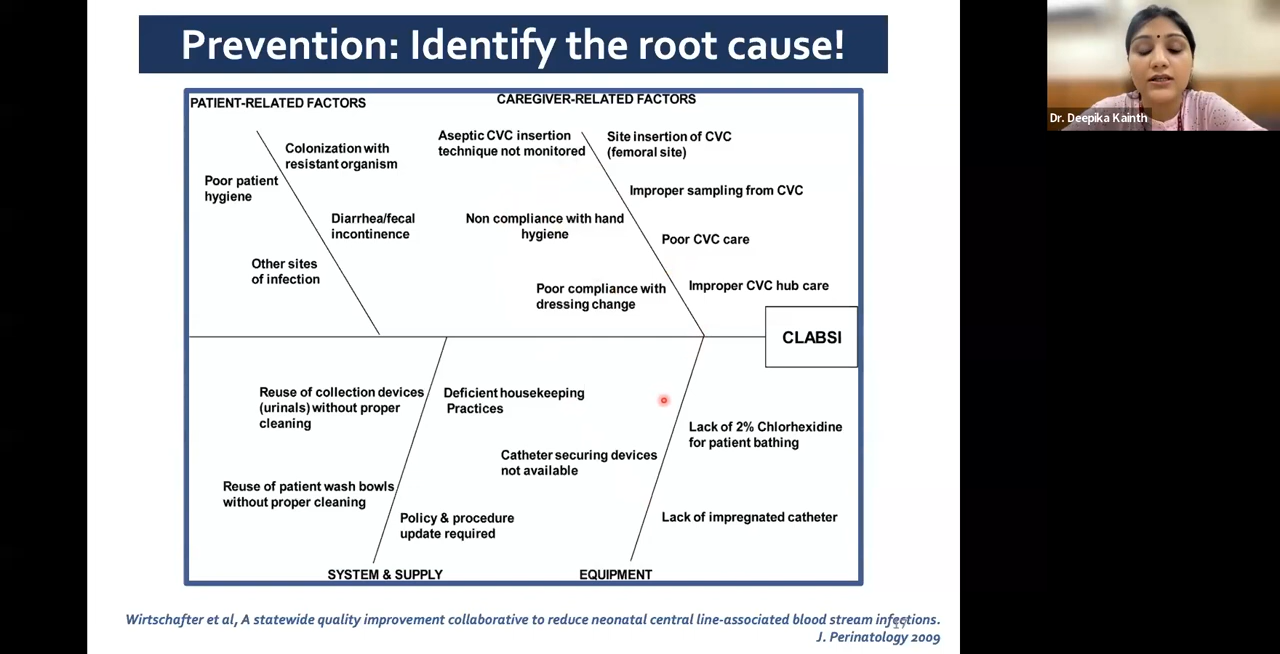 Prevention: Identify the root cause!
Dr. Deepika Kainth
PATIENT-RELATED FACTORS
CAREGIVER-RELATED FACTORS
Colonization with
resistant organism
Poor patient
hygiene
Diarrhea/fecal
incontinence
Other sites
of infection
Aseptic CVC insertion
technique not monitored
Non compliance with hand
hygiene
Poor compliance with
dressing change
Site insertion of CVC
(femoral site)
Improper sampling from CVC
Poor CVC care
Improper CVC hub care
CLABSI
Reuse of collection devices
(urinals) without proper
cleaning
Reuse of patient wash bowls
without proper cleaning
Deficient housekeeping
Practices
Policy & procedure
update required
Catheter securing devices
not available
Lack of 2% Chlorhexidine
for patient bathing
Lack of impregnated catheter
SYSTEM & SUPPLY
EQUIPMENT
Wirtschafter et al, A statewide quality improvement collaborative to reduce neonatal central line-associated blood stream infections.
J. Perinatology 2009
17